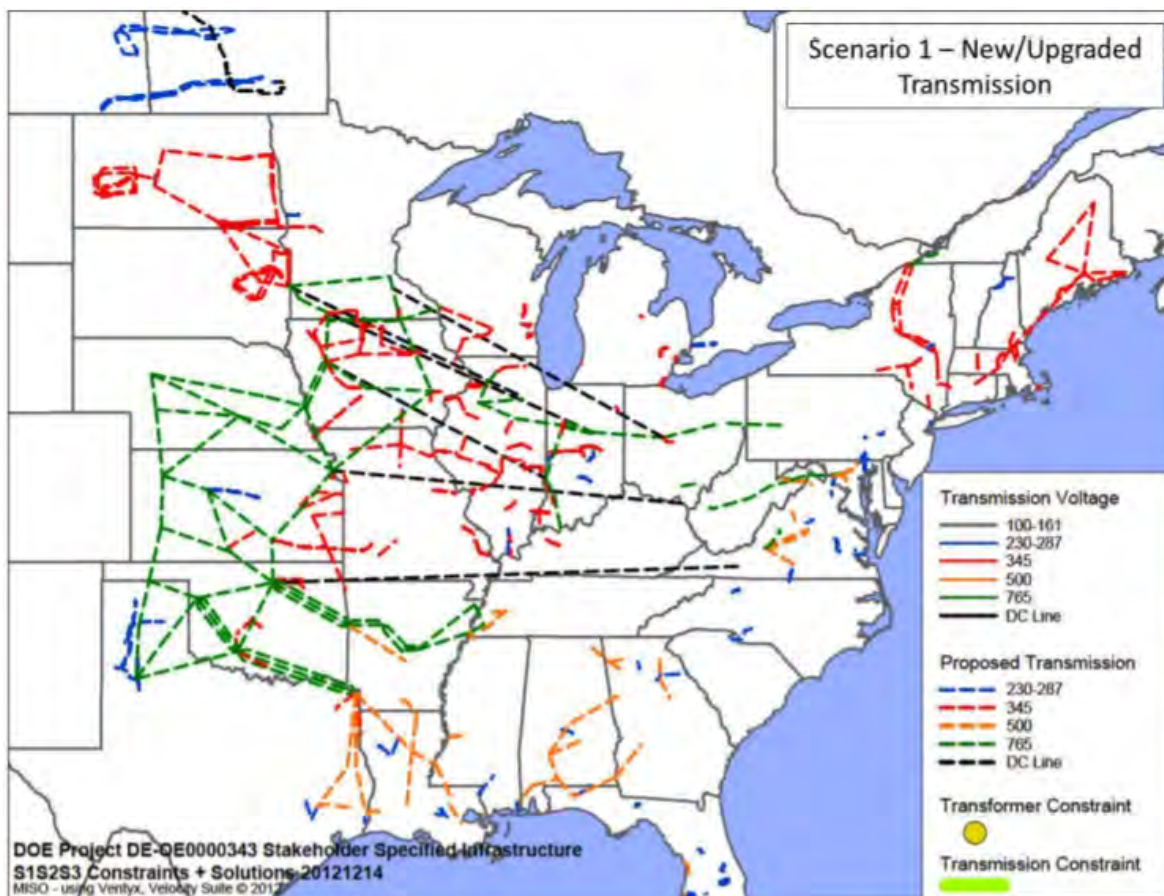 Scenario 1 – New/Upgraded
Transmission
Transmission Voltage
100-161
230-287
345
500
765
DC Line
Proposed Transmission
230-287
345
500
765
DC Line
Transformer Constraint
Transmission Constraint
DOE Project DE-OE0000343 Stakeholder Specified Infrastructure
S1S2S3 Constraints + Solutions 20121214
MISO - using Ventyx, Velocity Suite © 2012